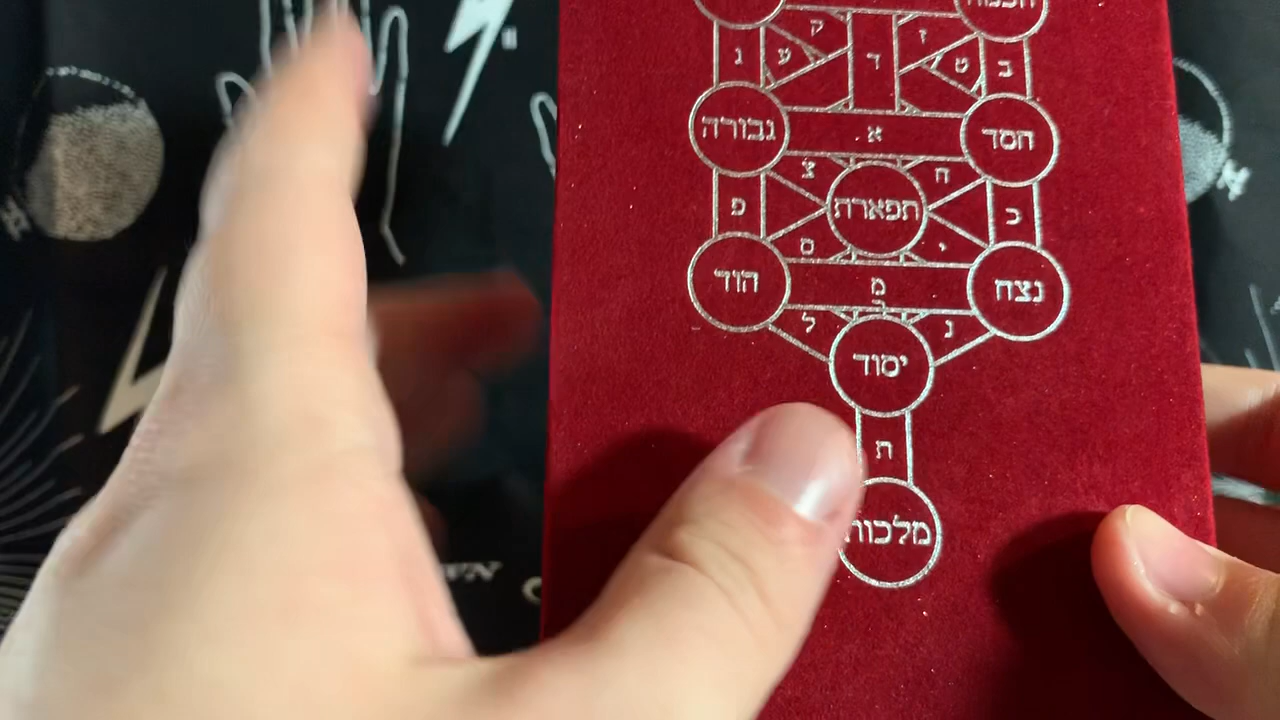 ז ק
ב ט ד ע ג
חסד א גבורה
ח צ
כ תפארת פ
י ס
נצח מ הוד
ר
נ ל
יסוד
ת
מלכות